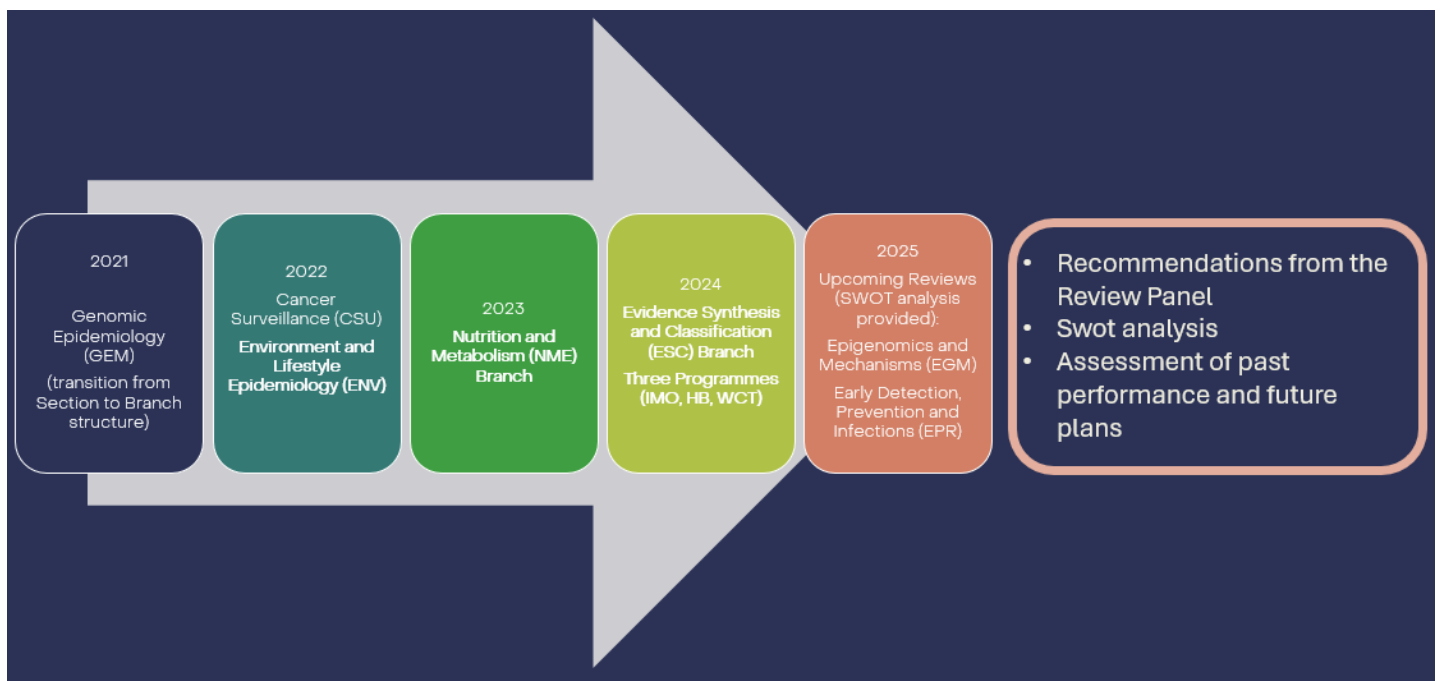 2021
Genomic
Epidemiology
(GEM)
(transition from
Section to Branch
structure)
2022
Cancer
Surveillance (CSU)
Environment and
Lifestyle
Epidemiology (ENV)
2023
Nutrition and
Metabolism (NME)
Branch
2024
Evidence Synthesis
and Classification
(ESC) Branch
Three Programmes
(IMO, HB, WCT)
2025
Upcoming Reviews
(SWOT analysis
provided):
Epigenomics and
Mechanisms (EGM)
Early Detection,
Prevention and
Infections (EPR)
• Recommendations from the
Review Panel
• Swot analysis
• Assessment of past
performance and future
plans